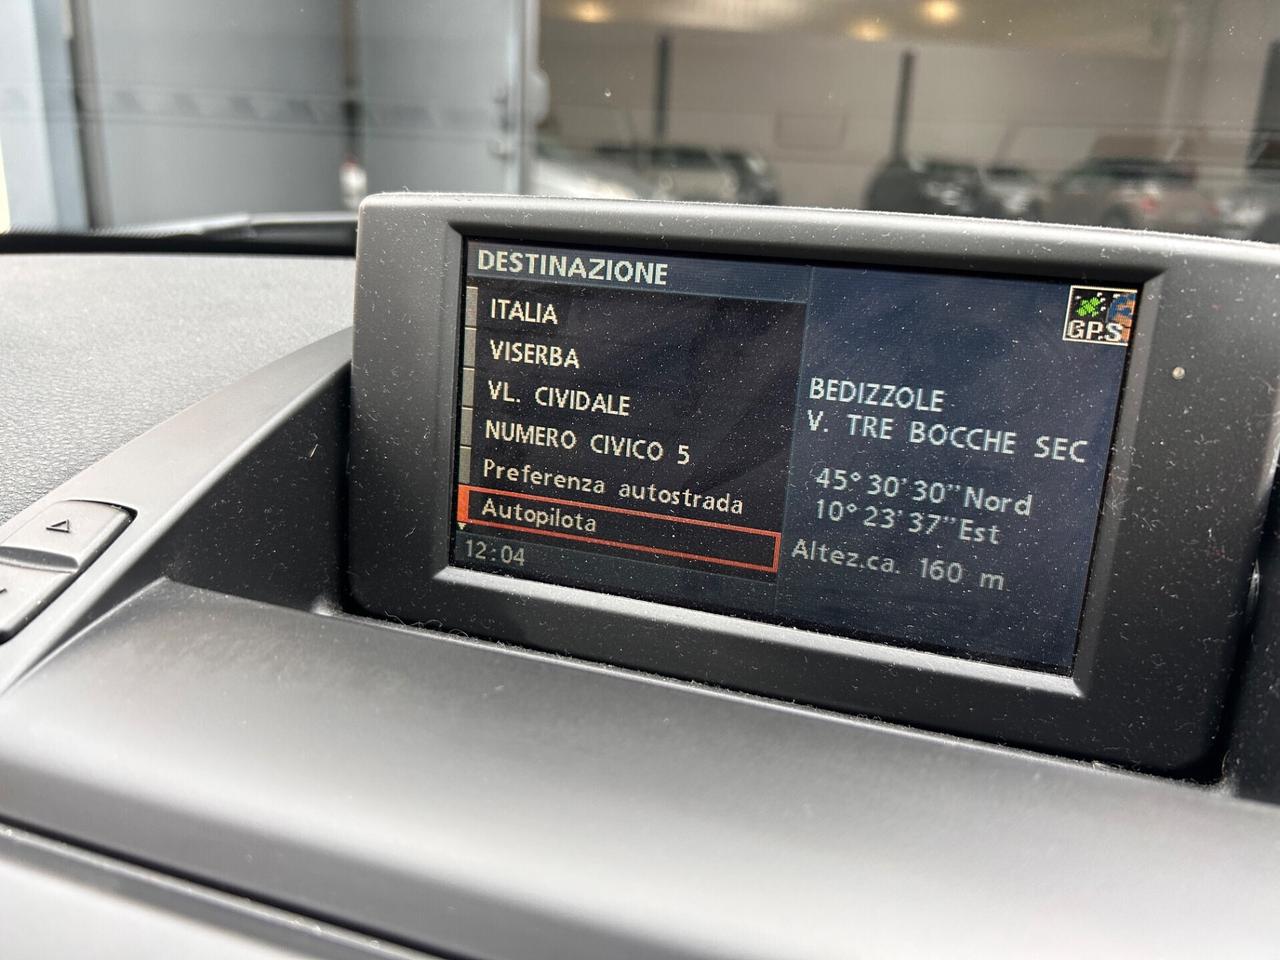 DESTINAZIONE
ITALIA
VISERBA
VL. CIVIDALE
NUMERO CIVICO 5
Preferenza autostrada
Autopilota
12:04
GPS
BEDIZZOLE
V. TRE BOCCHE SEC
45°30'30"Nord
10°23'37"Est
Altez.ca. 160 m